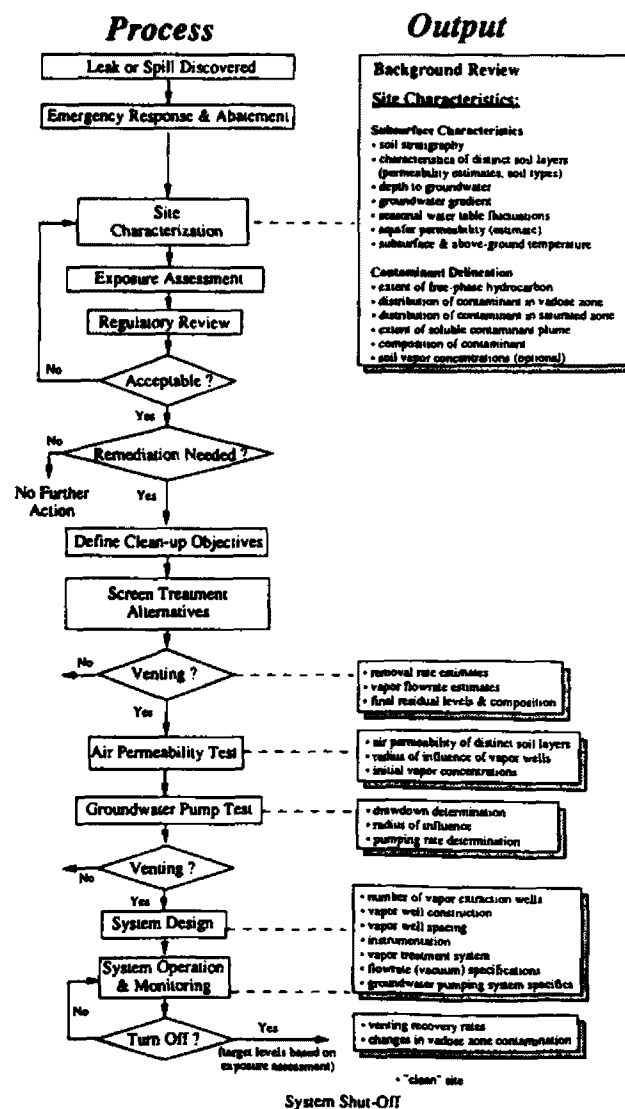 Process
Output
Leak or Spill Discovered
Emergency Response & Abatement
Site
Characterization
Exposure Assessment
Regulatory Review
No
Acceptable ?
Yes
No
Remediation Needed ?
No Further
Action
Yes
Define Clean-up Objectives
Screen Treatment
Alternatives
No
Venting ?
Yes
Air Permeability Test
Groundwater Pump Test
No
Venting ?
Yes
System Design
System Operation
& Monitoring
No
Turn Off ?
Yes
(target levels based on
exposure assessment)
Background Review
Site Characteristics:
Subsurface Characteristics
• soil stratigraphy
• characteristics of distinct soil layers
(permeability estimates, soil types)
• depth to groundwater
• groundwater gradient
• seasonal water table fluctuations
• aquifer permeability (estimate)
• subsurface & above-ground temperature
Contaminant Delineation
• extent of free-phase hydrocarbon
• distribution of contaminant in vadose zone
• distribution of contaminant in saturated zone
• extent of soluble contaminant plume
• composition of contaminant
• soil vapor concentrations (optional)
• removal rate estimates
• vapor flowrate estimates
• final residual levels & composition
• air permeability of distinct soil layers
• radius of influence of vapor wells
• initial vapor concentrations
• drawdown determination
• radius of influence
• pumping rate determination
• number of vapor extraction wells
• vapor well construction
• vapor well spacing
• instrumentation
• vapor treatment system
• flowrate (vacuum) specifications
• groundwater pumping system specifics
• venting recovery rates
• changes in vadose zone contamination
• "clean" site
System Shut-Off